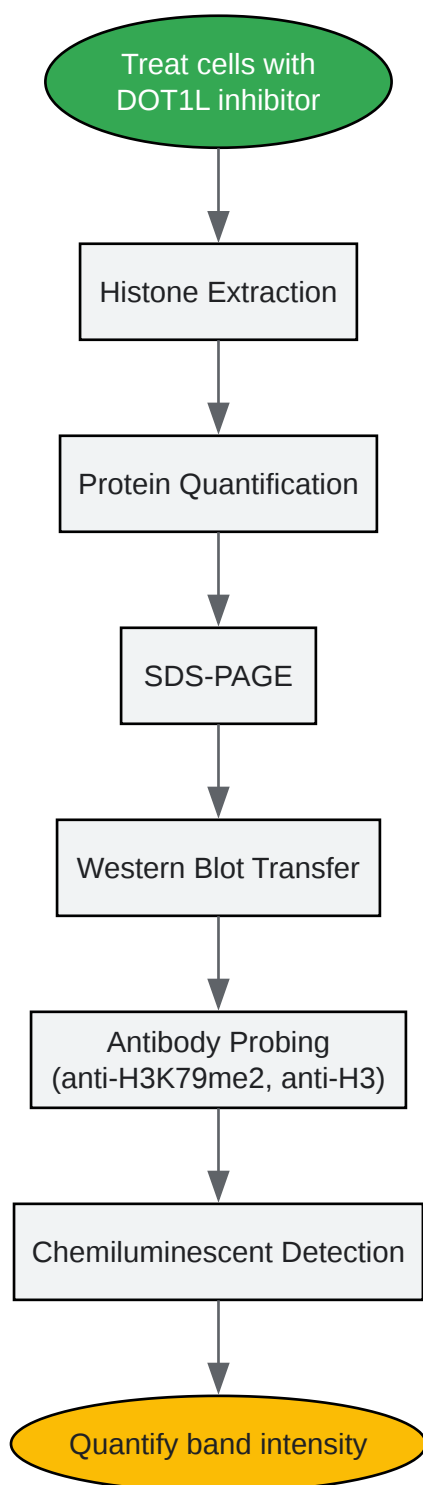 Treat cells with
DOT1L inhibitor
Histone Extraction
Protein Quantification
SDS-PAGE
Western Blot Transfer
Antibody Probing
(anti-H3K79me2, anti-H3)
Chemiluminescent Detection
Quantify band intensity